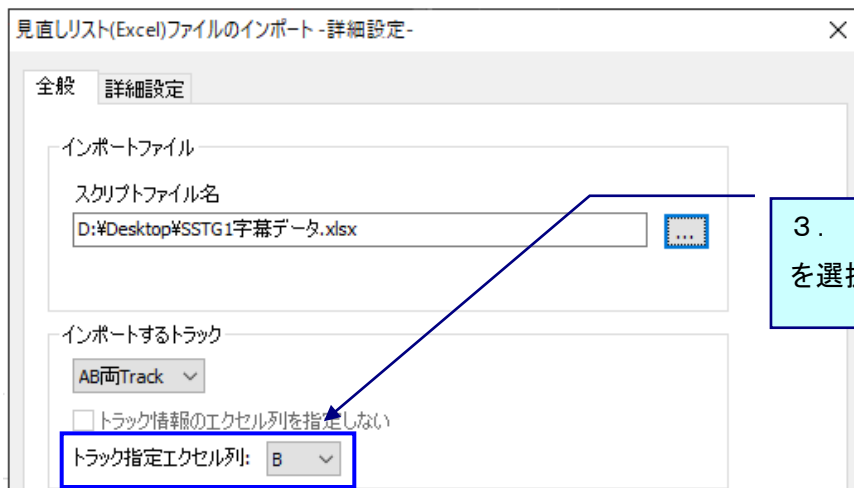 見直しリスト(Excel)ファイルのインポート -詳細設定-
全般 詳細設定
インポートファイル
スクリプトファイル名
D:¥Desktop¥SSTG1字幕データ.xlsx ...
3.
を選択
インポートするトラック
AB両Track
トラック情報のエクセル列を指定しない
トラック指定エクセル列: B